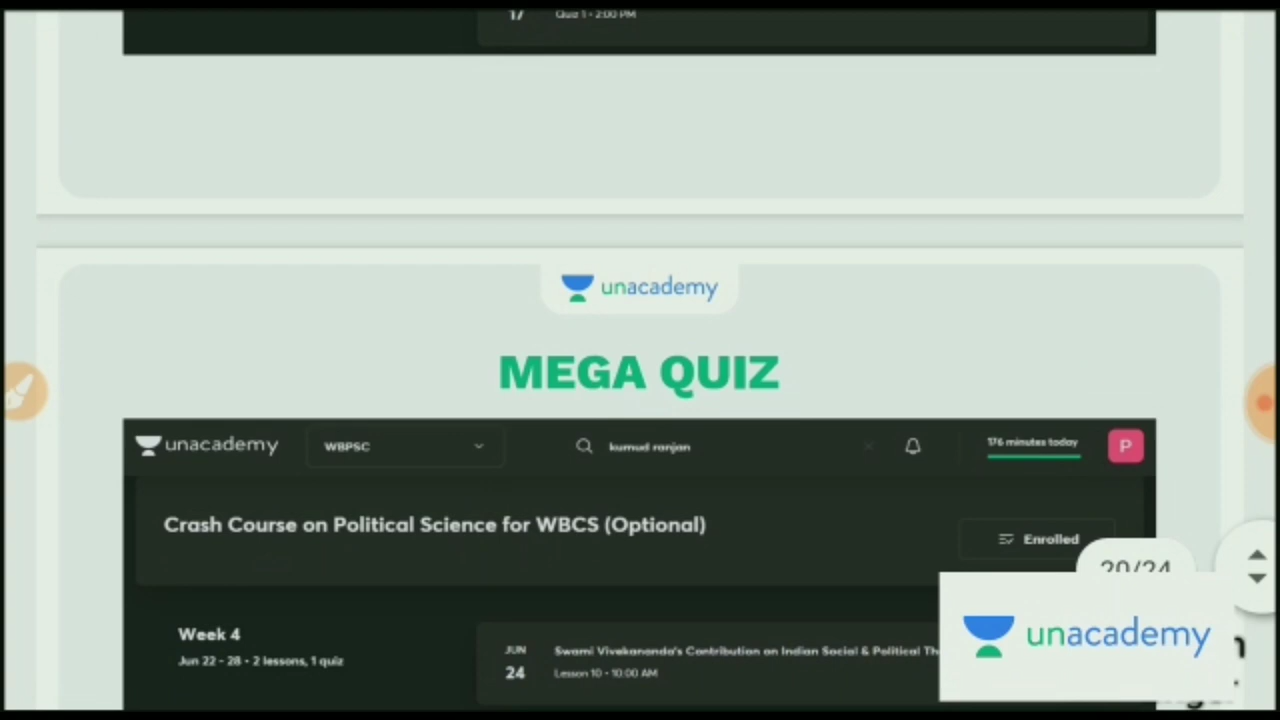 17
Quiz 1 • 2:00 PM
unacademy
MEGA QUIZ
unacademy
WBPSC
kumud ranjan
176 minutes today
P
Crash Course on Political Science for WBCS (Optional)
Enrolled
20/24
Week 4
Jun 22 - 28 • 2 lessons, 1 quiz
JUN
24
Swami Vivekananda's Contribution on Indian Social & Political Th
Lesson 10 • 10:00 AM
unacademy